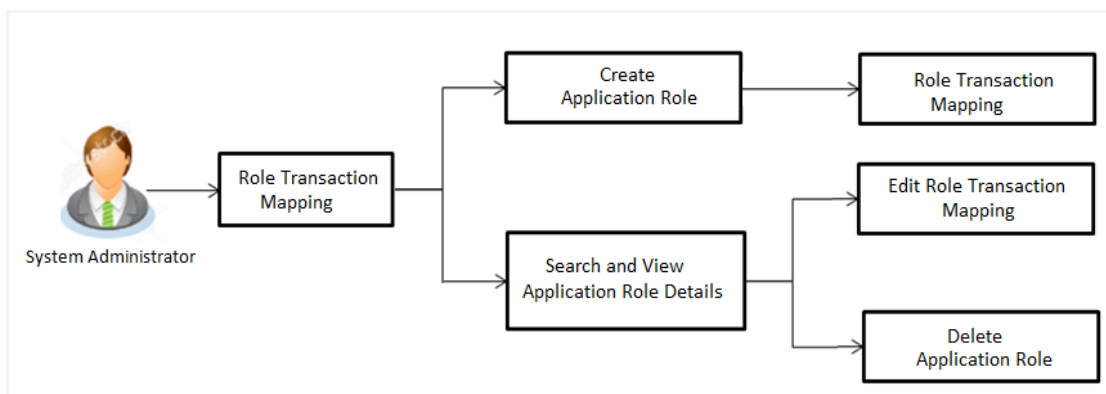 System Administrator
Role Transaction
Mapping
Create
Application Role
Role Transaction
Mapping
Search and View
Application Role Details
Edit Role Transaction
Mapping
Delete
Application Role